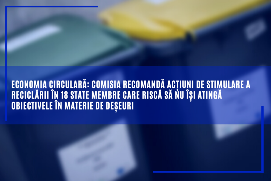 ECONOMIA CIRCULARĂ: COMISIA RECOMANDĂ ACȚIUNI DE STIMULARE A
RECICLĂRII ÎN 18 STATE MEMBRE CARE RISCĂ SĂ NU ÎȘI ATINGĂ
OBIECTIVELE ÎN MATERIE DE DEȘEURI